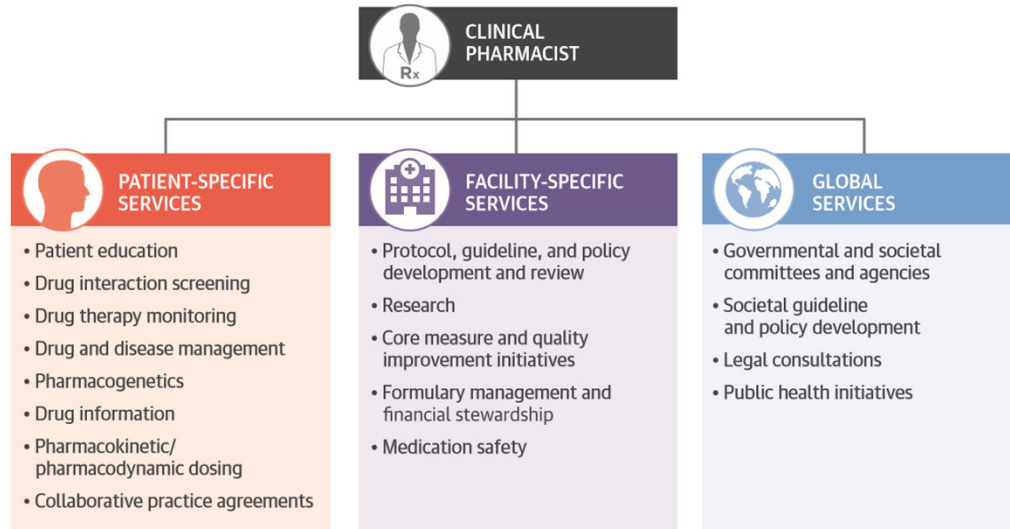 Rx
CLINICAL
PHARMACIST
PATIENT-SPECIFIC
SERVICES
• Patient education
• Drug interaction screening
• Drug therapy monitoring
• Drug and disease management
• Pharmacogenetics
• Drug information
• Pharmacokinetic/
pharmacodynamic dosing
• Collaborative practice agreements
FACILITY-SPECIFIC
SERVICES
• Protocol, guideline, and policy
development and review
• Research
• Core measure and quality
improvement initiatives
• Formulary management and
financial stewardship
• Medication safety
GLOBAL
SERVICES
• Governmental and societal
committees and agencies
• Societal guideline
and policy development
• Legal consultations
• Public health initiatives